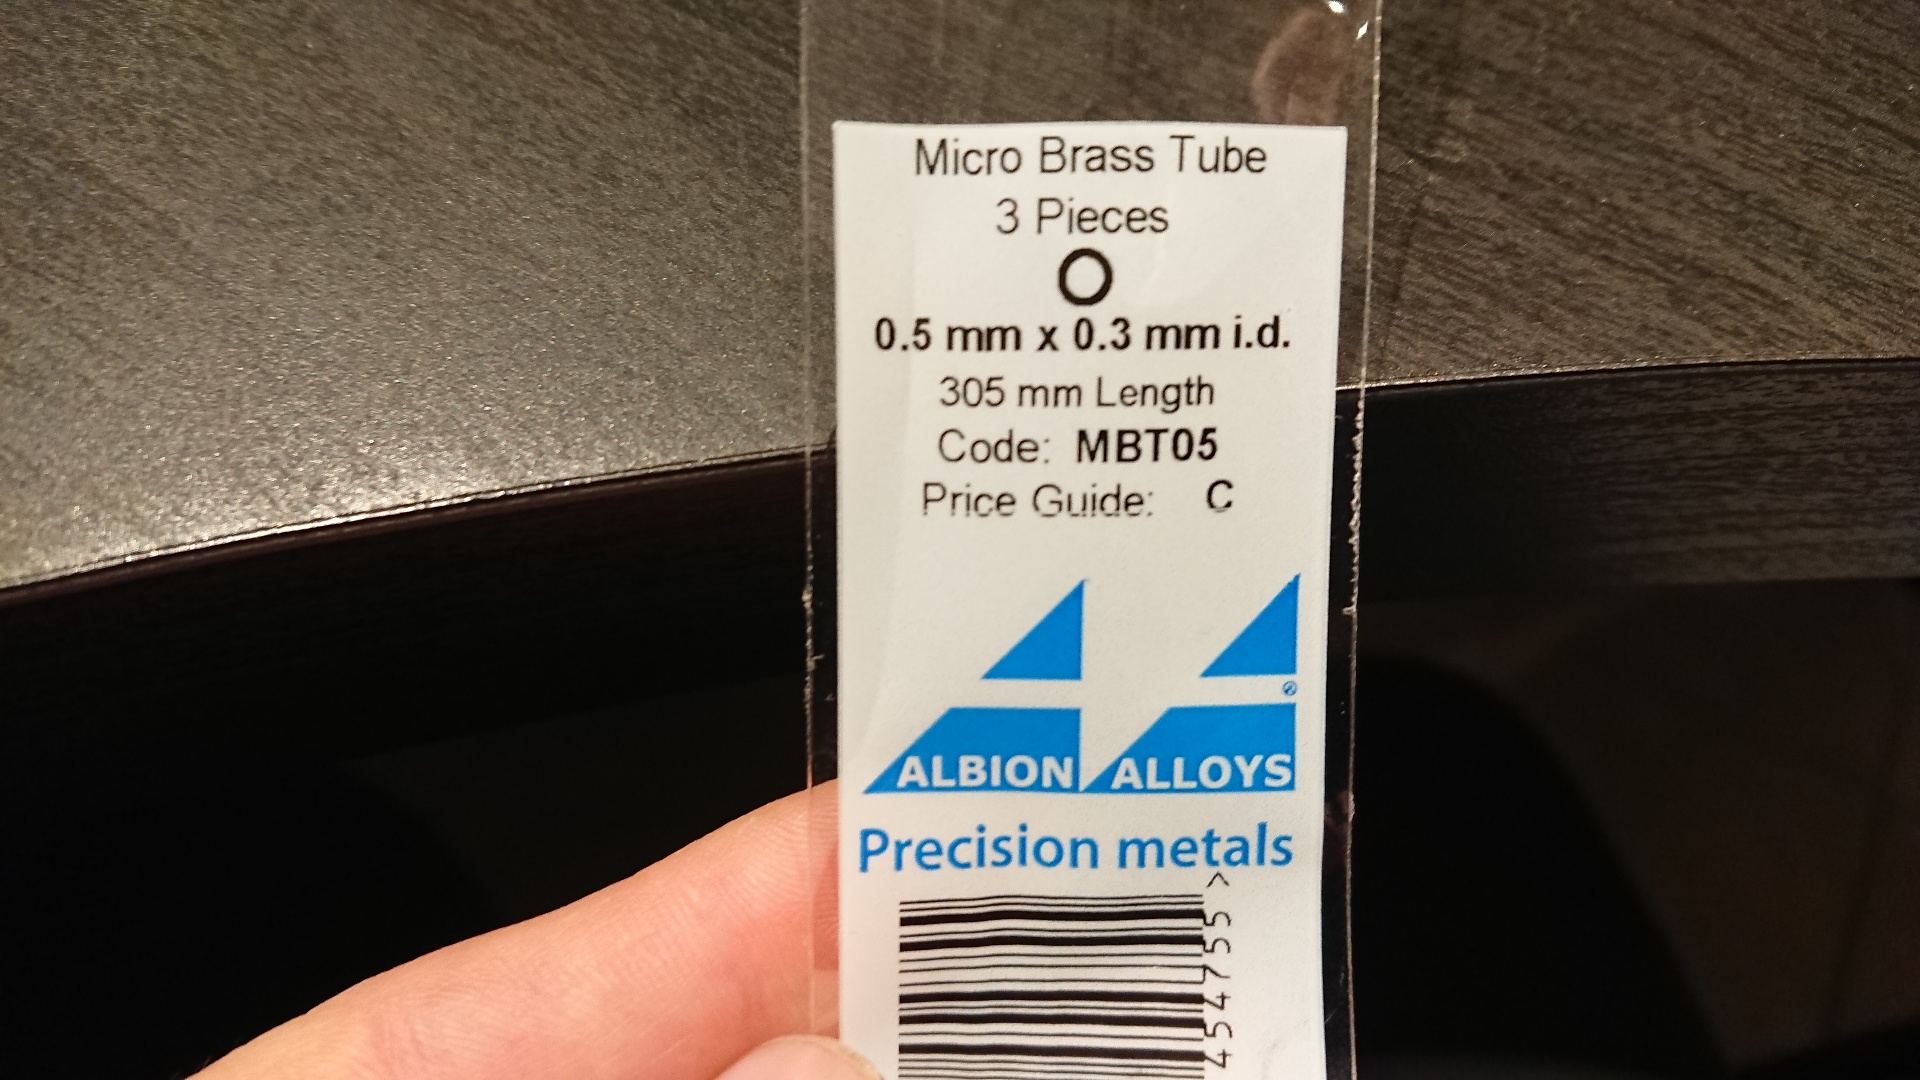 Micro Brass Tube
3 Pieces
0.5 mm x 0.3 mm i.d.
305 mm Length
Code: MBT05
Price Guide: C
®
ALBION ALLOYS
Precision metals
454755>